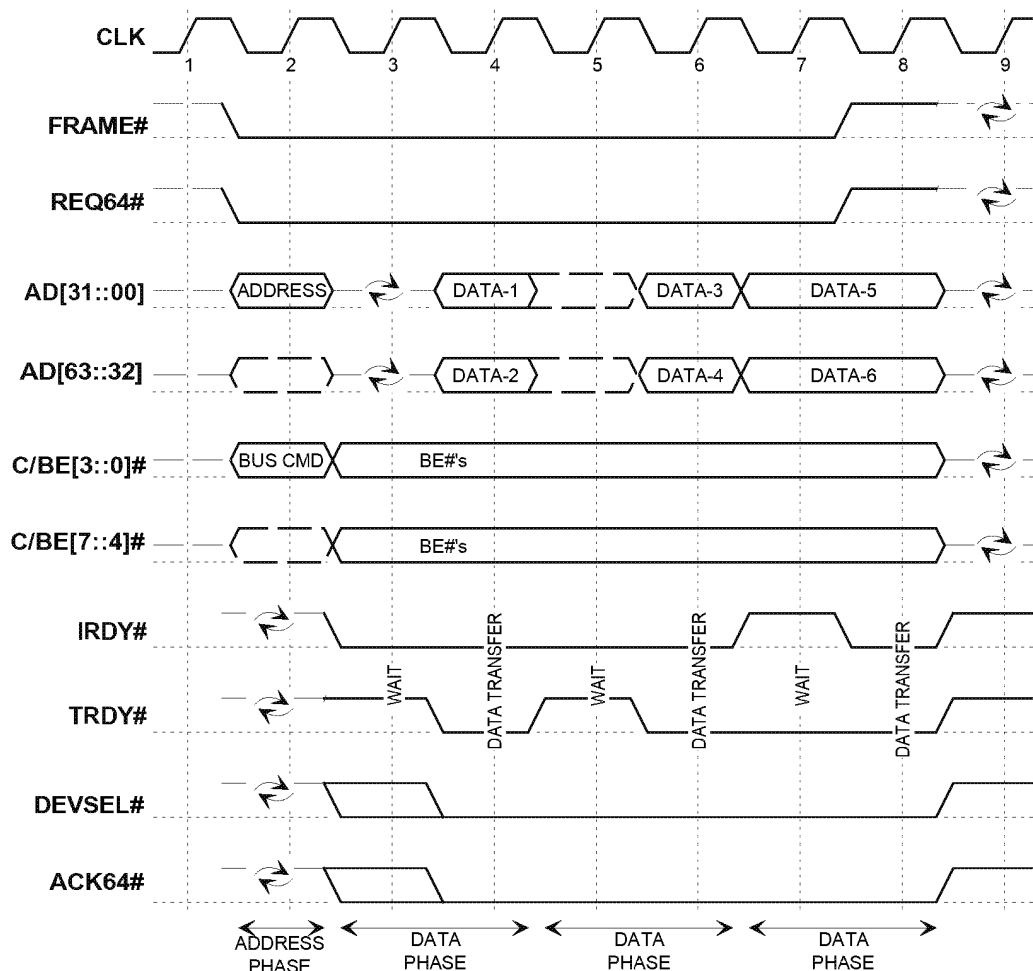 CLK
1 2 3 4 5 6 7 8 9
FRAME#
REQ64#
AD[31::00] ADDRESS DATA-1 DATA-3 DATA-5
AD[63::32] DATA-2 DATA-4 DATA-6
C/BE[3::0]# BUS CMD BE#'s
C/BE[7::4]# BE#'s
IRDY#
WAIT
DATA TRANSFER
WAIT
DATA TRANSFER
WAIT
DATA TRANSFER
TRDY#
DEVSEL#
ACK64#
ADDRESS
PHASE
DATA
PHASE
DATA
PHASE
DATA
PHASE